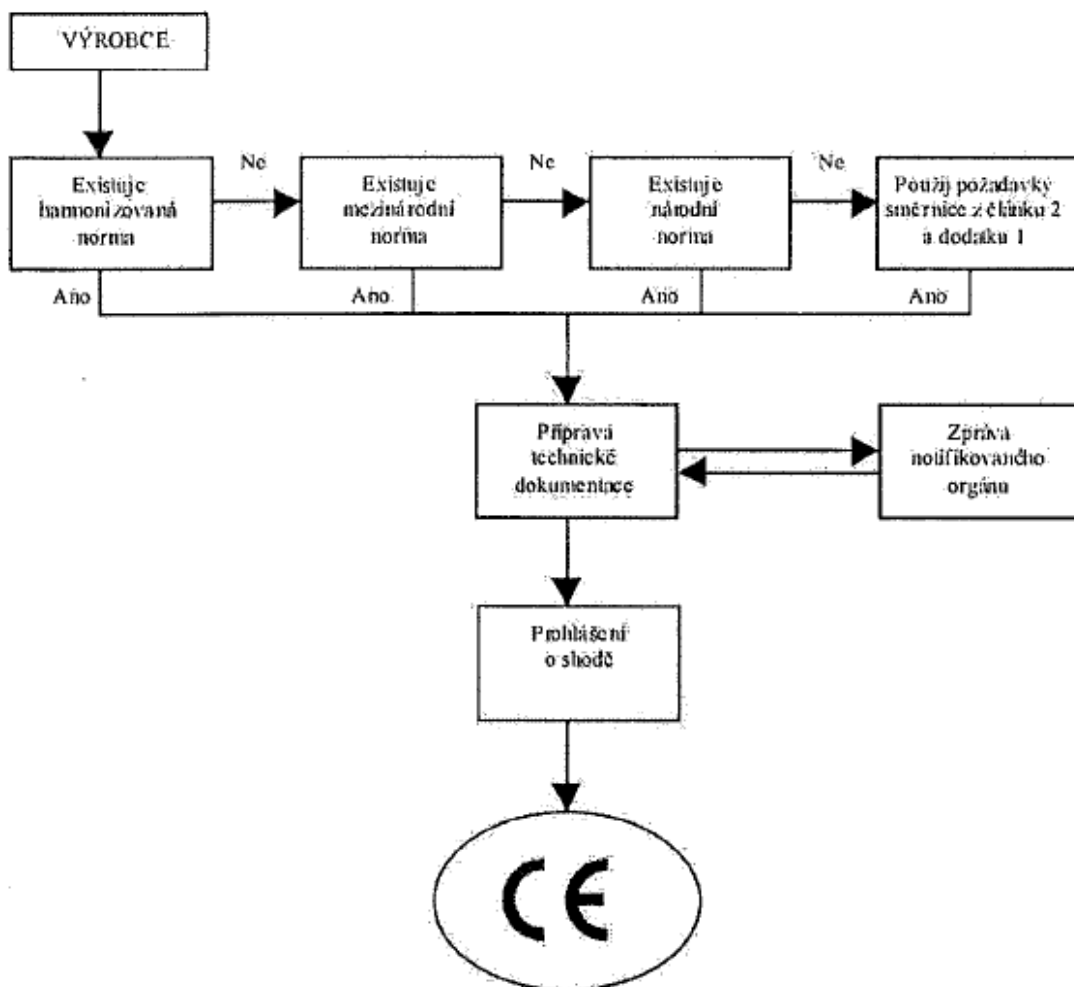 VÝROBCE
Existuje
harmonizovaná
norma
Ne
Existuje
mezinárodní
norma
Ne
Existuje
národní
norma
Ne
Použij požadavky
směrnice z článku 2
a dodatku 1
Ano
Ano
Ano
Ano
Příprava
technické
dokumentace
Zpráva
notifikovaného
orgánu
Prohlášení
o shodě
CE